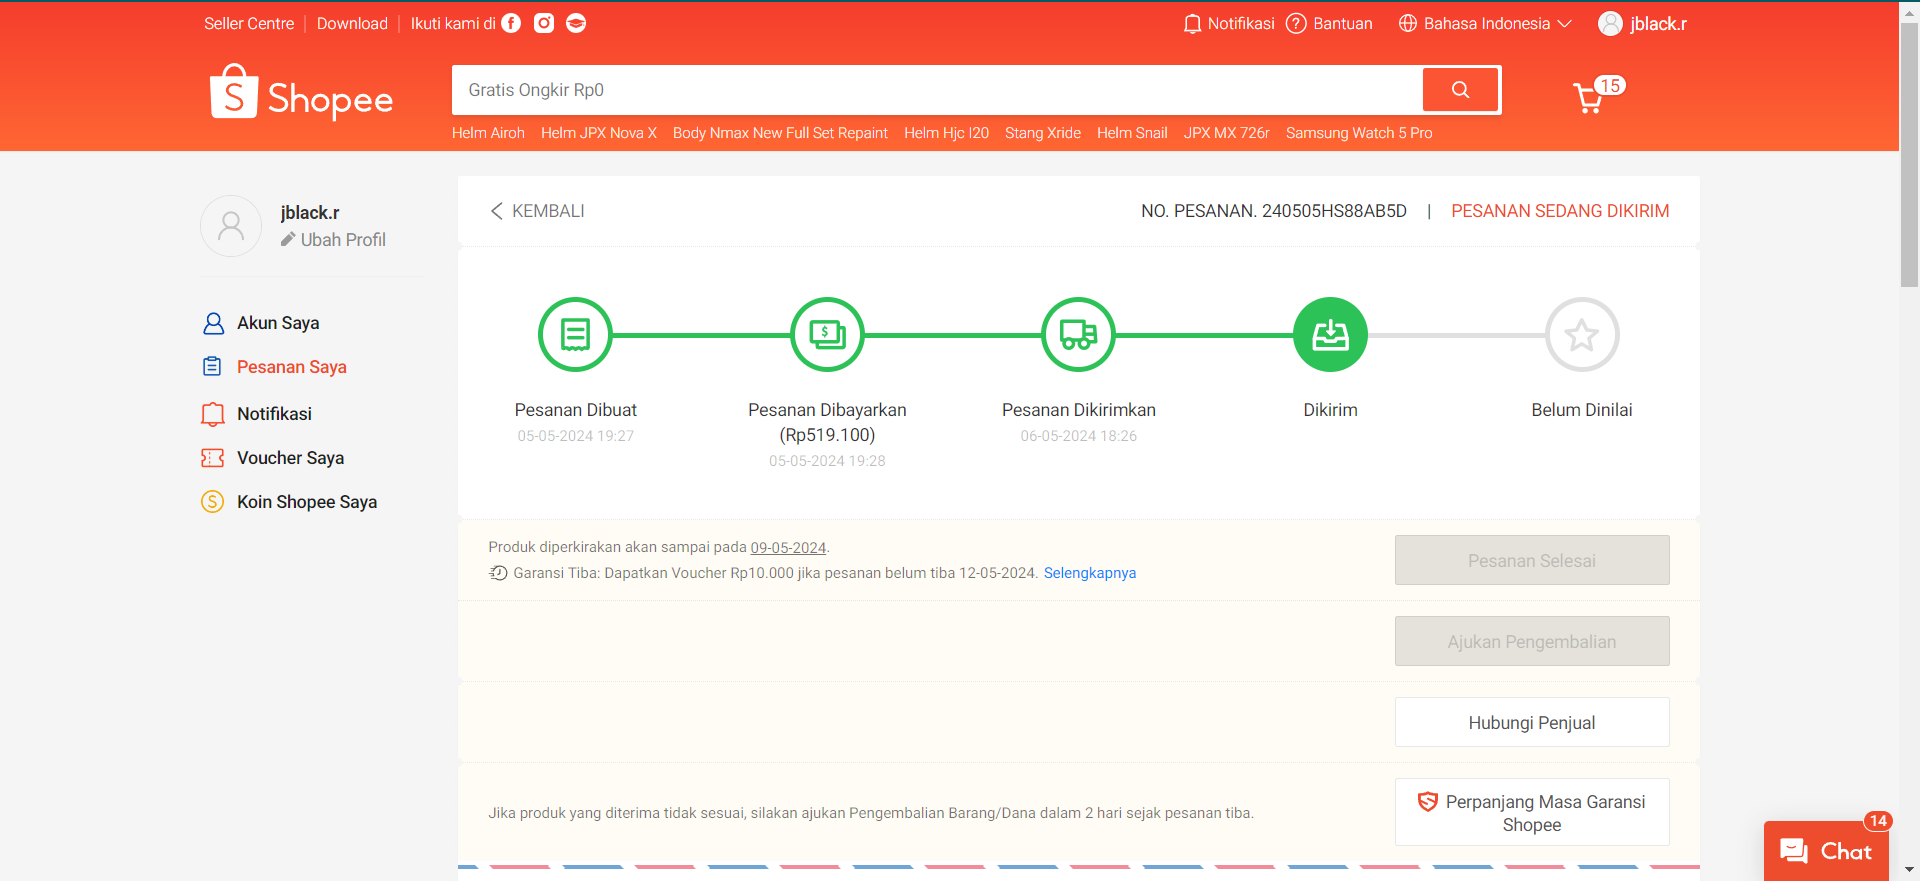 Seller Centre | Download | Ikuti kami di
Notifikasi Bantuan Bahasa Indonesia jblack.r
Shopee
Gratis Ongkir Rp0
15
Helm Airoh Helm JPX Nova X Body Nmax New Full Set Repaint Helm Hjc I20 Stang Xride Helm Snail JPX MX 726r Samsung Watch 5 Pro
jblack.r
Ubah Profil
Akun Saya
Pesanan Saya
Notifikasi
Voucher Saya
Koin Shopee Saya
KEMBALI
NO. PESANAN. 240505HS88AB5D | PESANAN SEDANG DIKIRIM
Pesanan Dibuat
05-05-2024 19:27
Pesanan Dibayarkan
(Rp519.100)
05-05-2024 19:28
Pesanan Dikirimkan
06-05-2024 18:26
Dikirim
Belum Dinilai
Produk diperkirakan akan sampai pada 09-05-2024.
Garansi Tiba: Dapatkan Voucher Rp10.000 jika pesanan belum tiba 12-05-2024. Selengkapnya
Pesanan Selesai
Ajukan Pengembalian
Hubungi Penjual
Jika produk yang diterima tidak sesuai, silakan ajukan Pengembalian Barang/Dana dalam 2 hari sejak pesanan tiba.
Perpanjang Masa Garansi
Shopee
14
Chat